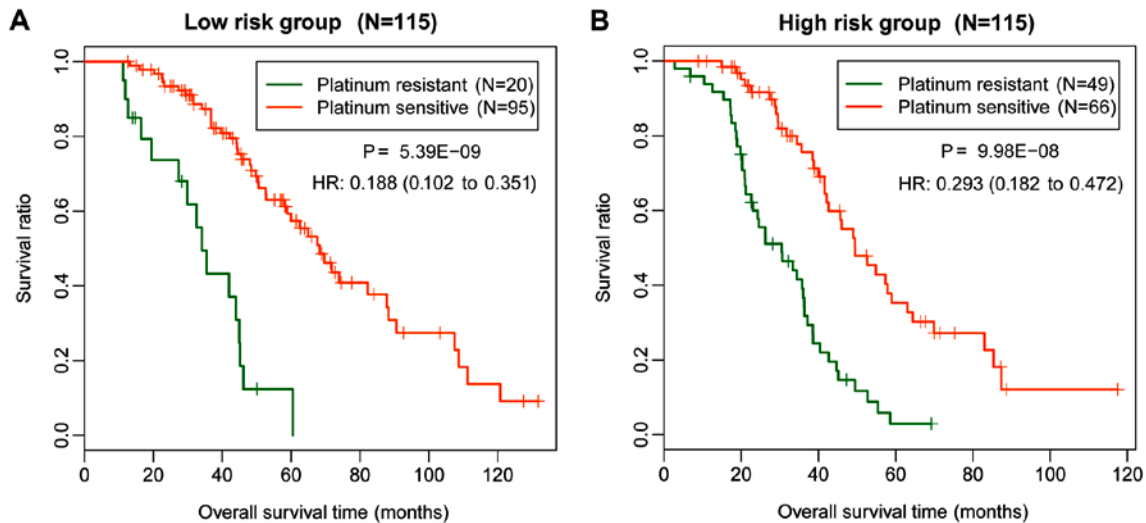 A
Low risk group (N=115)
Platinum resistant (N=20)
Platinum sensitive (N=95)
P = 5.39E−09
HR: 0.188 (0.102 to 0.351)
Survival ratio
0.0
0.2
0.4
0.6
0.8
1.0
0
20
40
60
80
100
120
Overall survival time (months)
B
High risk group (N=115)
Platinum resistant (N=49)
Platinum sensitive (N=66)
P = 9.98E−08
HR: 0.293 (0.182 to 0.472)
Survival ratio
0.0
0.2
0.4
0.6
0.8
1.0
0
20
40
60
80
100
120
Overall survival time (months)